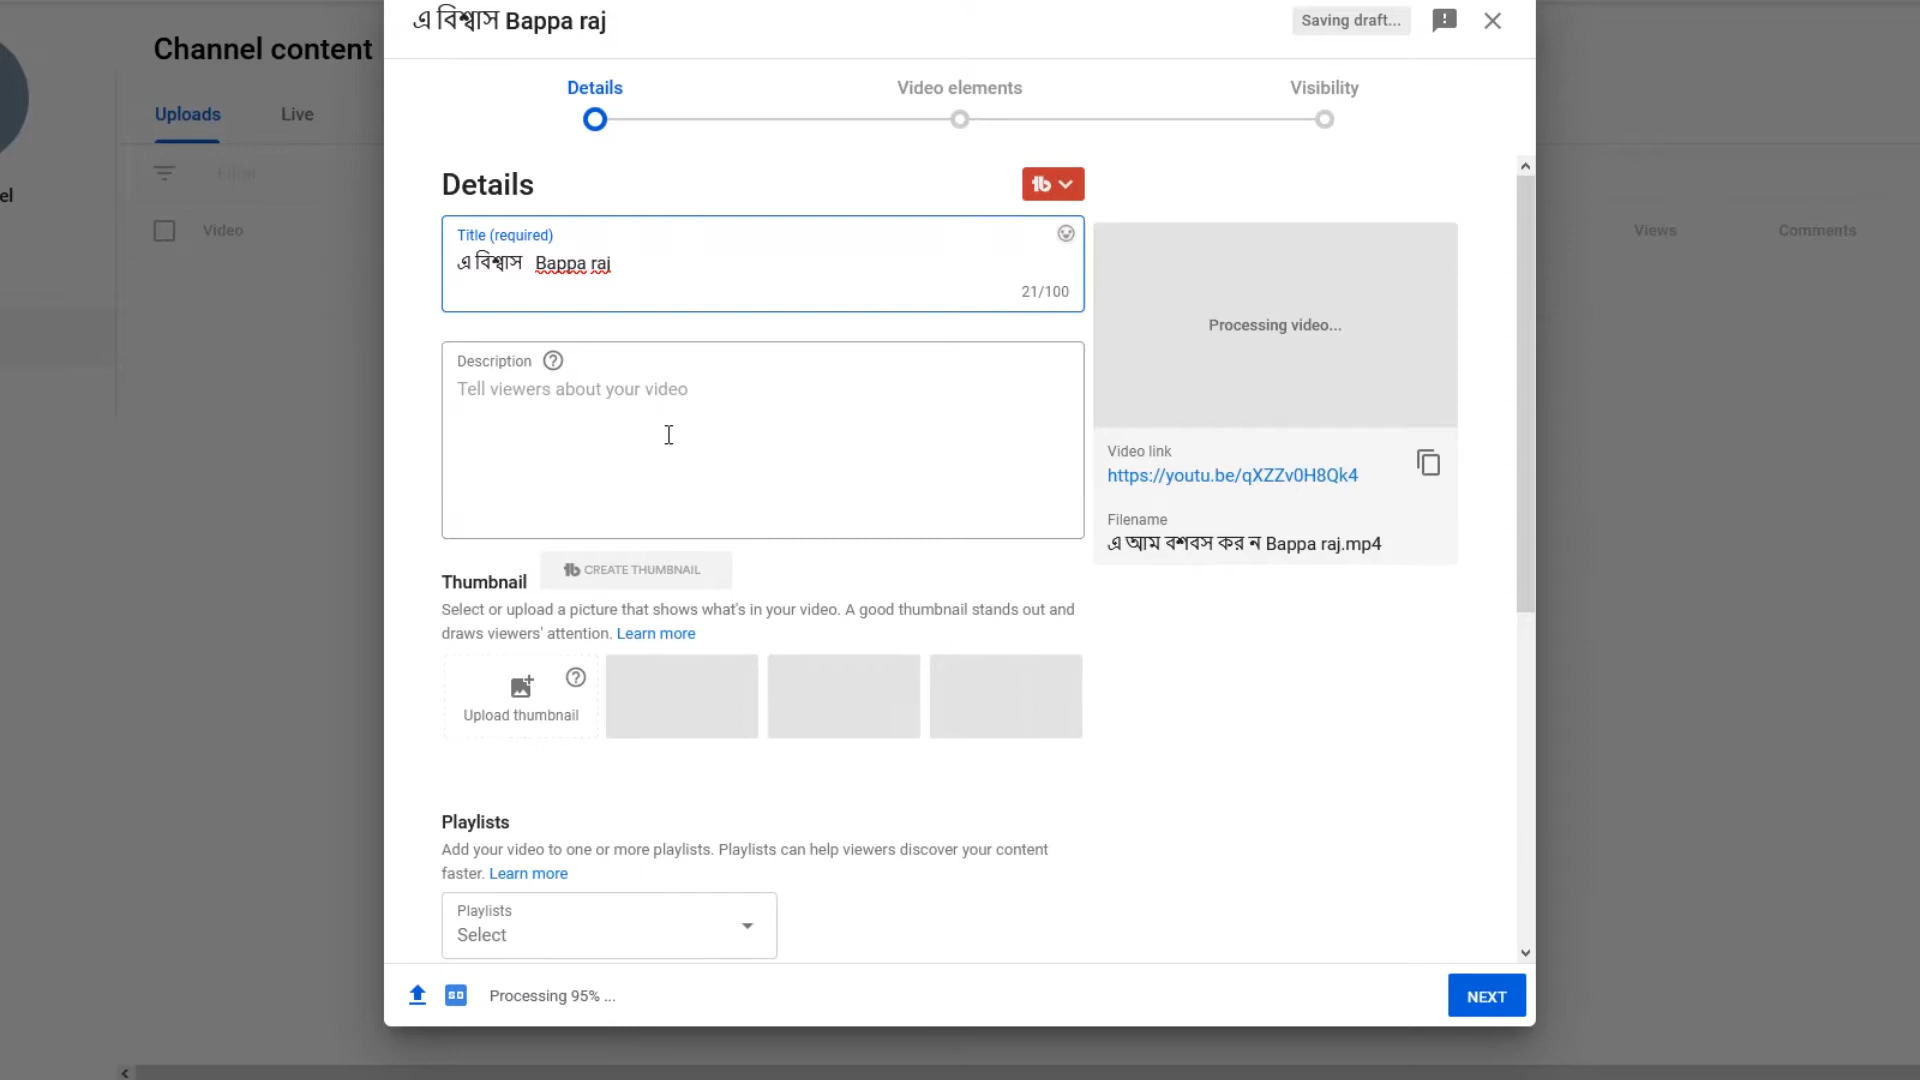 এ বিশ্বাস Bappa raj
Saving draft...
Channel content
Details
Video elements
Visibility
Uploads
Live
Filter
el
Video
Views
Comments
Details
Title (required)
এ বিশ্বাস Bappa raj
21/100
Description
Tell viewers about your video
Processing video...
Video link
https://youtu.be/qXZZv0H8Qk4
Filename
এ আম বশবস কর ন Bappa raj.mp4
Thumbnail
CREATE THUMBNAIL
Select or upload a picture that shows what's in your video. A good thumbnail stands out and
draws viewers' attention. Learn more
Upload thumbnail
Playlists
Add your video to one or more playlists. Playlists can help viewers discover your content
faster. Learn more
Playlists
Select
SD
Processing 95% ...
NEXT